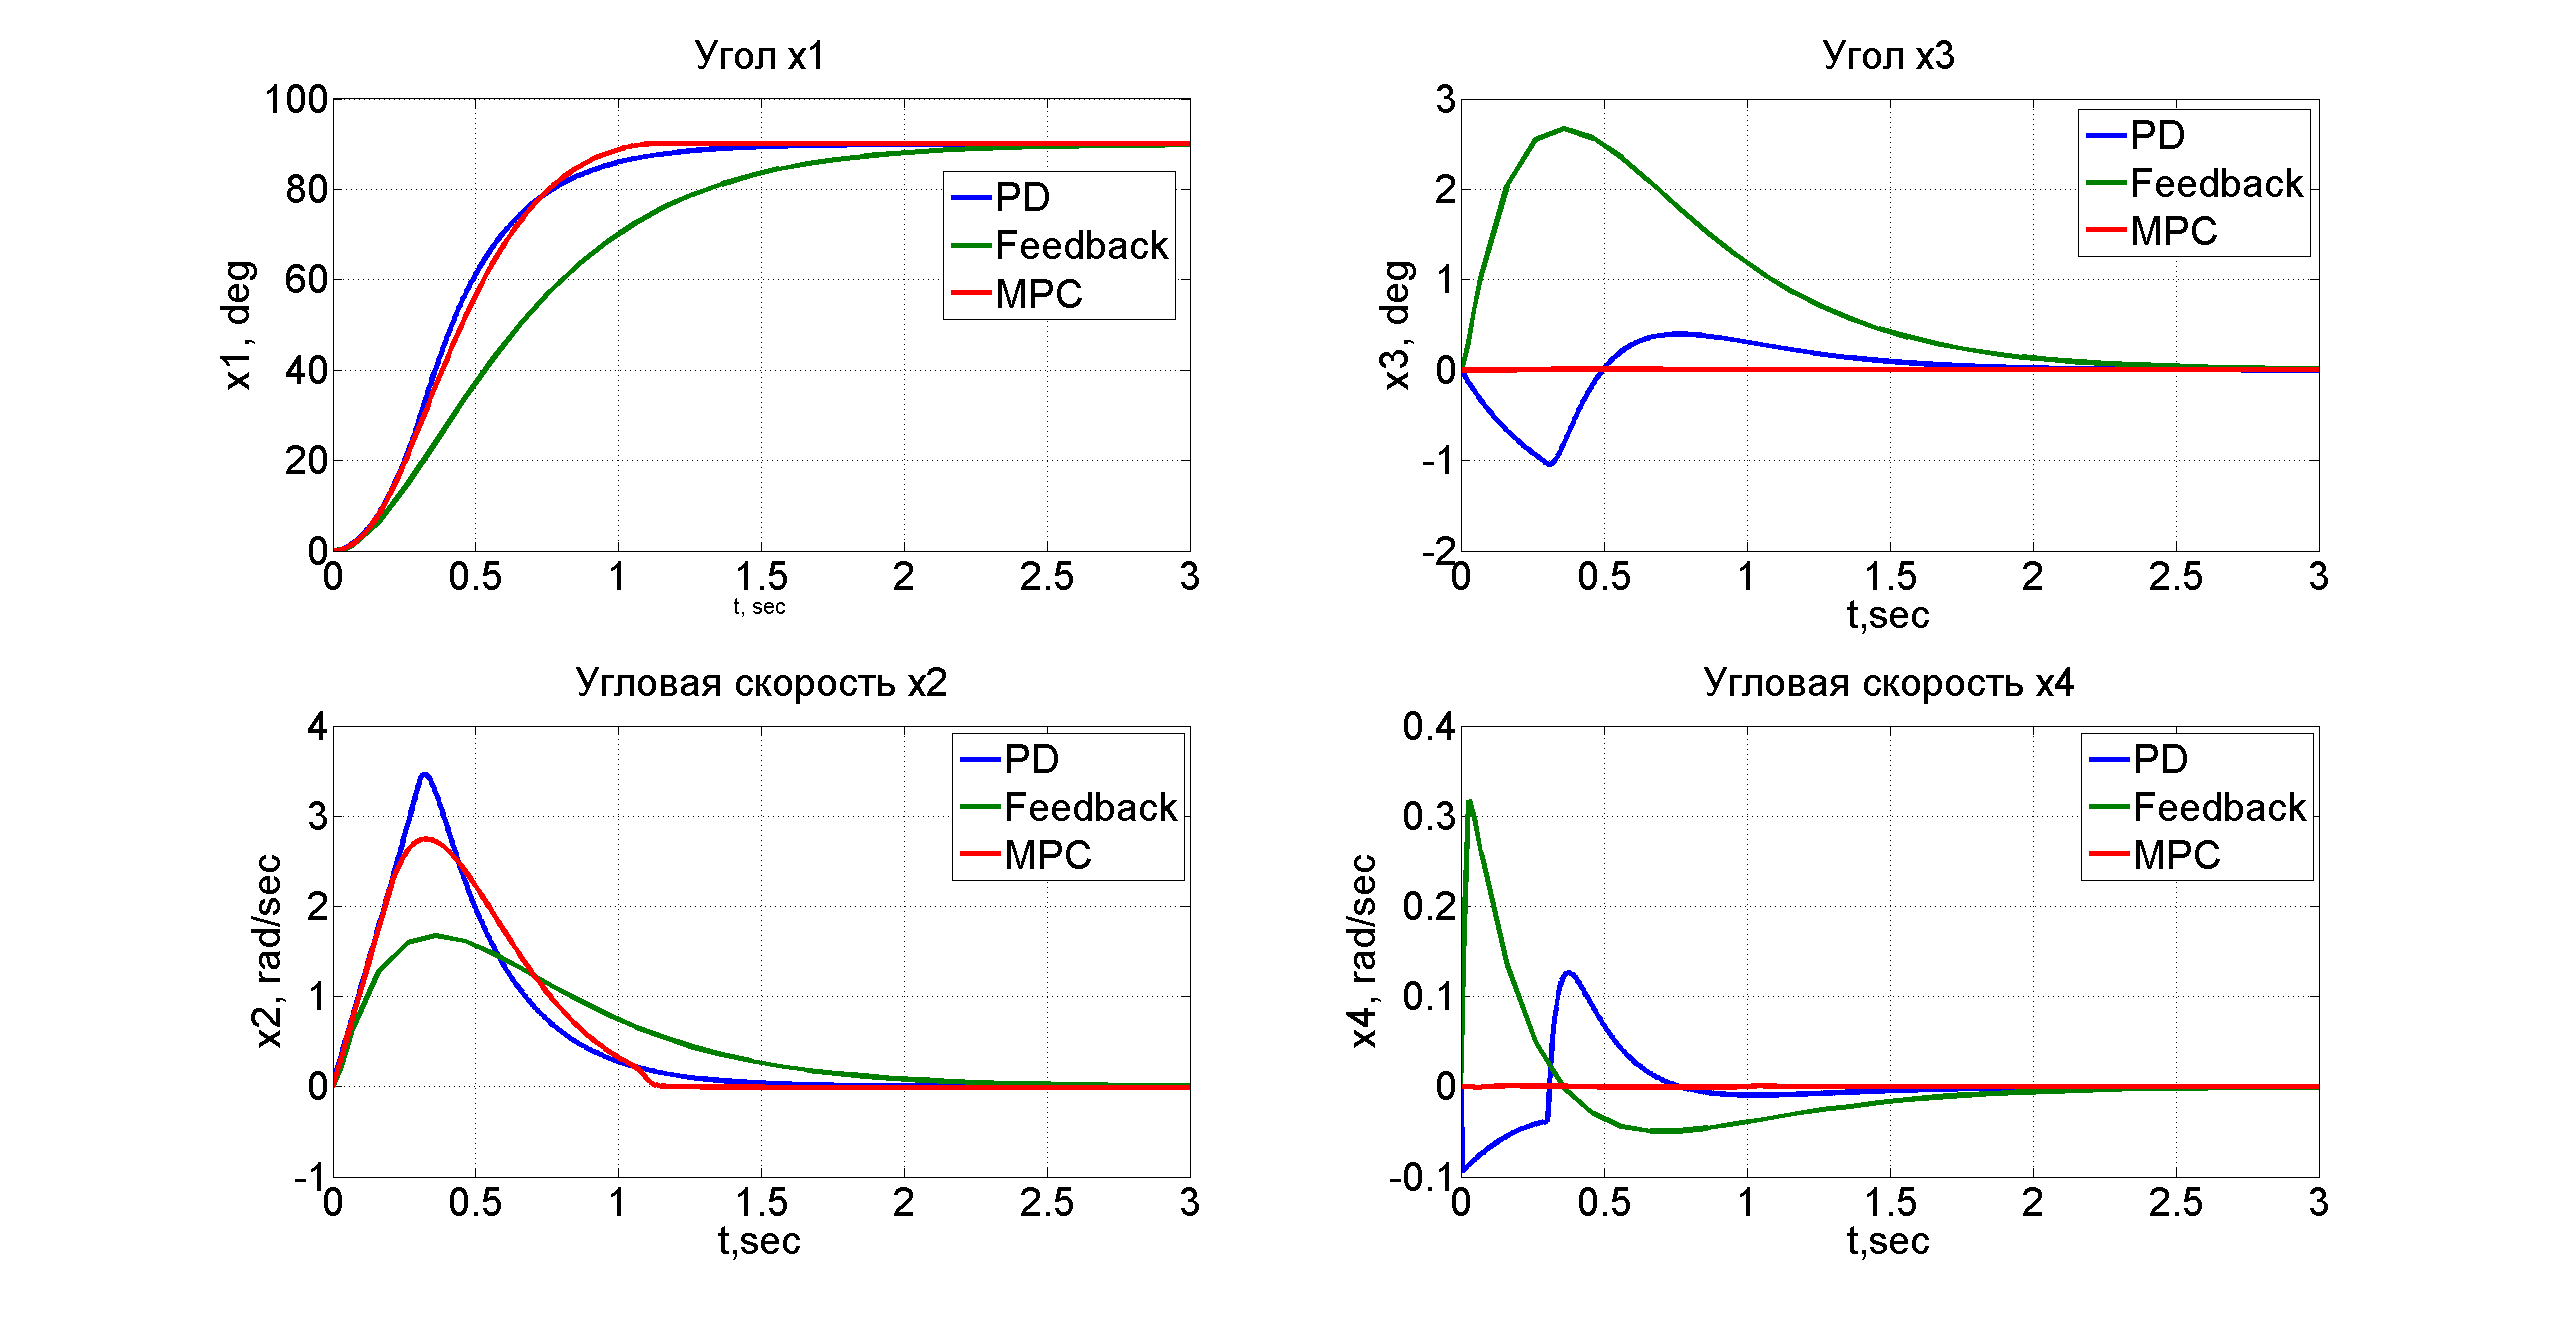 Угол x1
100
80
60
40
20
0
x1, deg
PD
Feedback
MPC
0 0.5 1 1.5 2 2.5 3
t, sec
Угол x3
3
2
1
0
-1
-2
x3, deg
PD
Feedback
MPC
0 0.5 1 1.5 2 2.5 3
t,sec
Угловая скорость x2
4
3
2
1
0
-1
x2, rad/sec
PD
Feedback
MPC
0 0.5 1 1.5 2 2.5 3
t,sec
Угловая скорость x4
0.4
0.3
0.2
0.1
0
-0.1
x4, rad/sec
PD
Feedback
MPC
0 0.5 1 1.5 2 2.5 3
t,sec